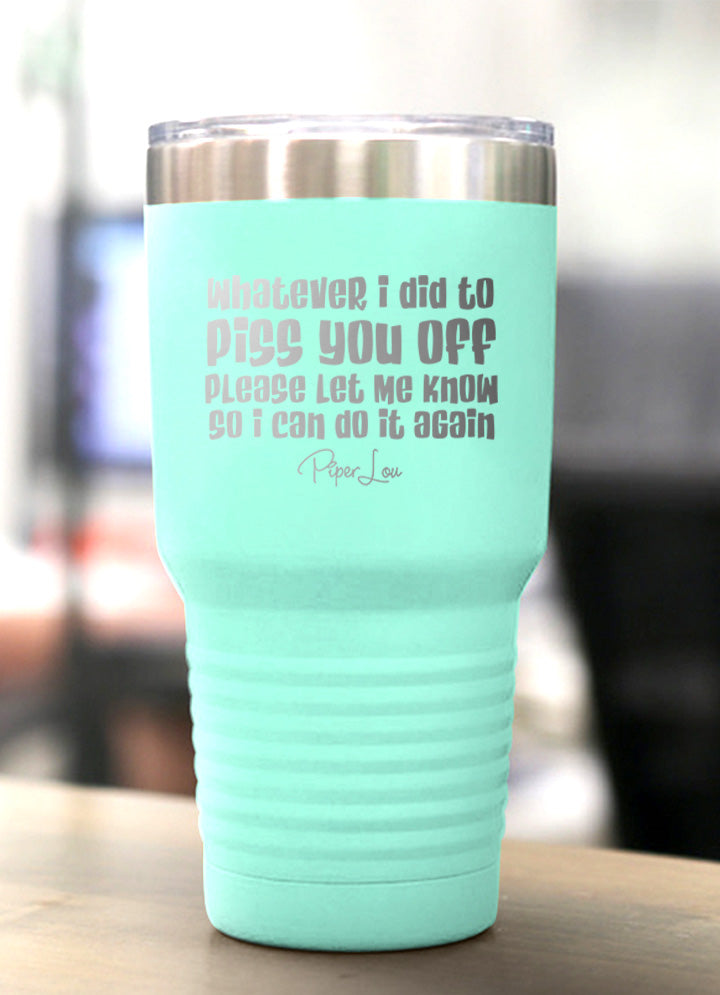 Whatever i did to
Piss you off
Please let me know
so i can do it again
Piper Lou